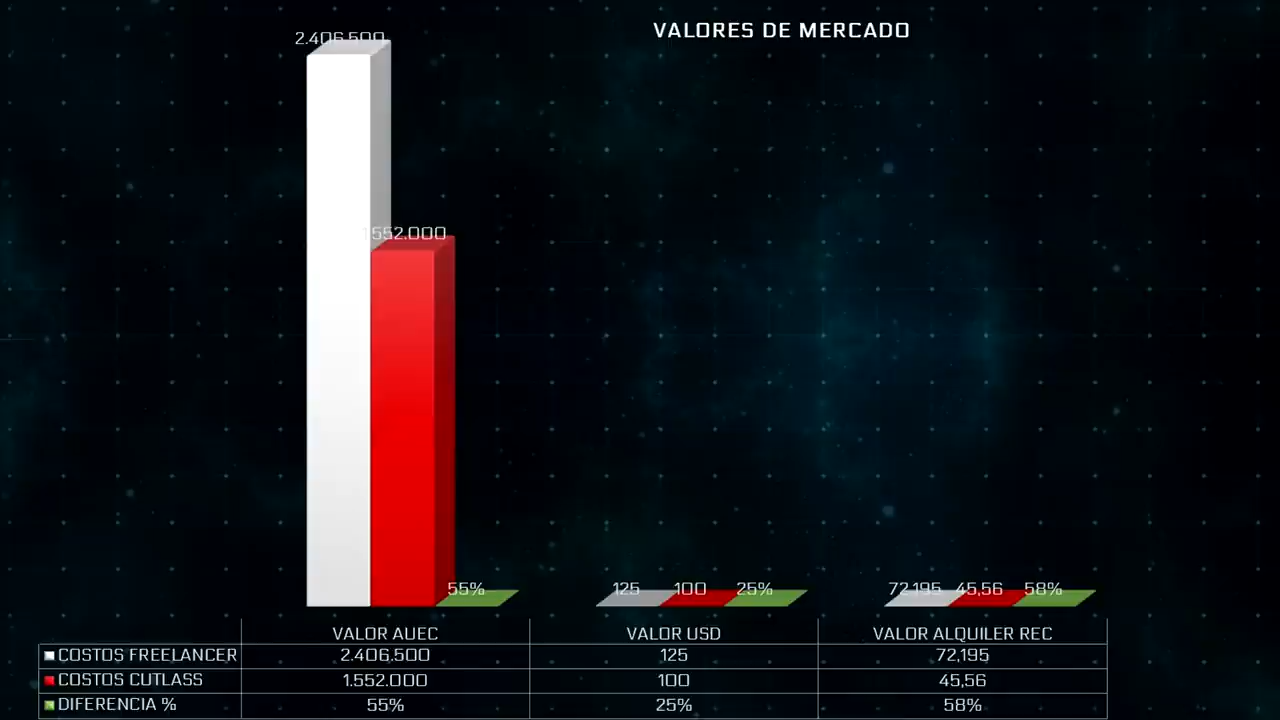 VALORES DE MERCADO
2.406,500
1.552.000
55%
125 100 25%
72,195 45,56 58%
VALOR AUEC VALOR USD VALOR ALQUILER REC
COSTOS FREELANCER 2.406,500 125 72,195
COSTOS CUTLASS 1.552.000 100 45,56
DIFERENCIA % 55% 25% 58%